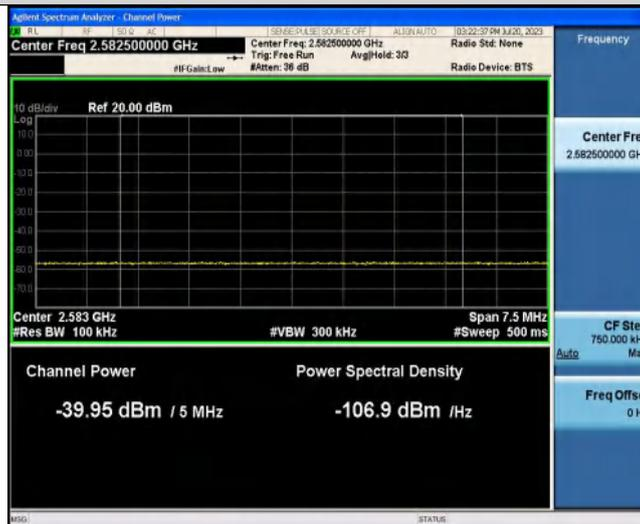 Agilent Spectrum Analyzer - Channel Power
RL RF 50 Ω AC SENSE:PULSE SOURCE OFF ALIGN AUTO 03:22:37 PM Jul 20, 2023
Center Freq 2.582500000 GHz
Center Freq: 2.582500000 GHz
Radio Std: None
Trig: Free Run Avg|Hold: 3/3
#IFGain:Low
#Atten: 36 dB
Radio Device: BTS
Frequency
10 dB/div Ref 20.00 dBm
Log
10.0
0.00
-10.0
-20.0
-30.0
-40.0
-50.0
-60.0
-70.0
Center 2.583 GHz
Span 7.5 MHz
#Res BW 100 kHz
#VBW 300 kHz
#Sweep 500 ms
Channel Power
Power Spectral Density
-39.95 dBm / 5 MHz
-106.9 dBm /Hz
Center Fre
2.582500000 GH
CF Ste
750.000 kH
Auto Ma
Freq Offs
0 H
MSG
STATUS